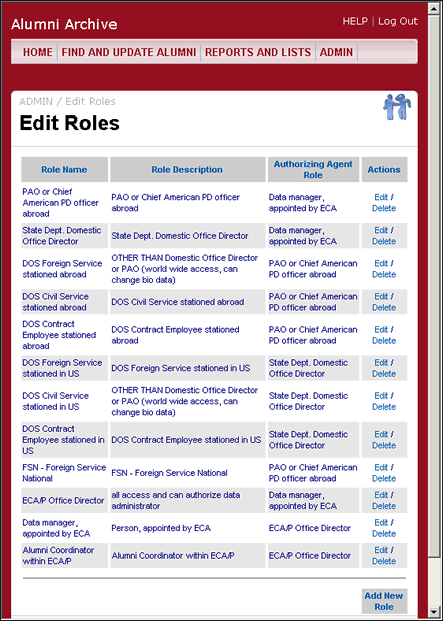 Alumni Archive
HELP | Log Out
HOME | FIND AND UPDATE ALUMNI | REPORTS AND LISTS | ADMIN
ADMIN / Edit Roles
Edit Roles
Role Name Role Description Authorizing Agent Role Actions
PAO or Chief American PD officer abroad PAO or Chief American PD officer abroad Data manager, appointed by ECA Edit / Delete
State Dept. Domestic Office Director State Dept. Domestic Office Director Data manager, appointed by ECA Edit / Delete
DOS Foreign Service stationed abroad OTHER THAN Domestic Office Director or PAO (world wide access, can change bio data) PAO or Chief American PD officer abroad Edit / Delete
DOS Civil Service stationed abroad DOS Civil Service stationed abroad PAO or Chief American PD officer abroad Edit / Delete
DOS Contract Employee stationed abroad DOS Contract Employee stationed abroad PAO or Chief American PD officer abroad Edit / Delete
DOS Foreign Service stationed in US DOS Foreign Service stationed in US State Dept. Domestic Office Director Edit / Delete
DOS Civil Service stationed in US OTHER THAN Domestic Office Director or PAO (world wide access, can change bio data) State Dept. Domestic Office Director Edit / Delete
DOS Contract Employee stationed in US DOS Contract Employee stationed in US State Dept. Domestic Office Director Edit / Delete
FSN - Foreign Service National FSN - Foreign Service National PAO or Chief American PD officer abroad Edit / Delete
ECA/P Office Director all access and can authorize data administrator Data manager, appointed by ECA Edit / Delete
Data manager, appointed by ECA Person, appointed by ECA ECA/P Office Director Edit / Delete
Alumni Coordinator within ECA/P Alumni Coordinator within ECA/P ECA/P Office Director Edit / Delete
Add New Role